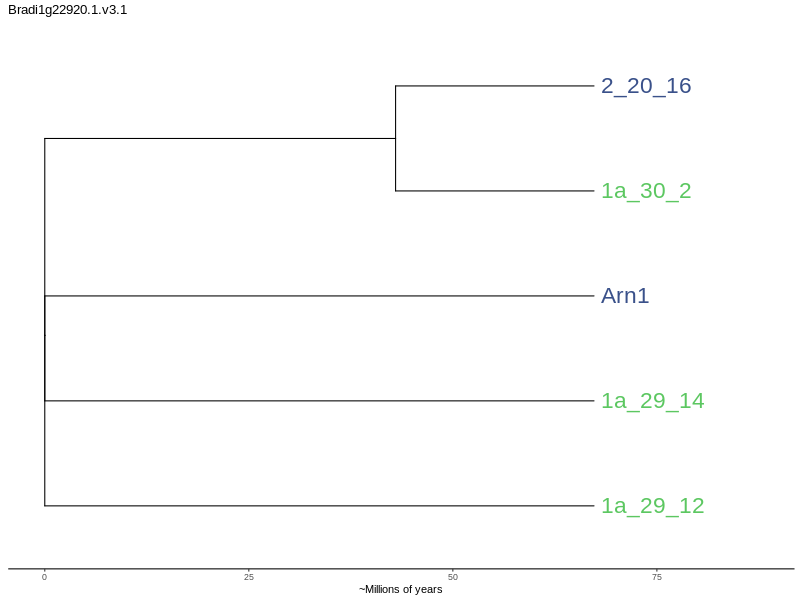 Bradi1g22920.1.v3.1
2_20_16
1a_30_2
Arn1
1a_29_14
1a_29_12
0 25 50 75
~Millions of years